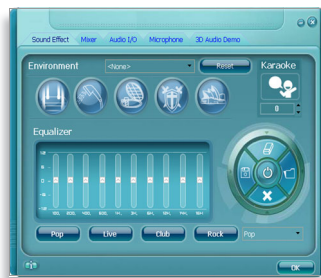 Sound Effect Mixer Audio I/O Microphone 3D Audio Demo
Environment <None> Reset Karaoke
0
Equalizer
Pop Live Club Rock Pop
OK